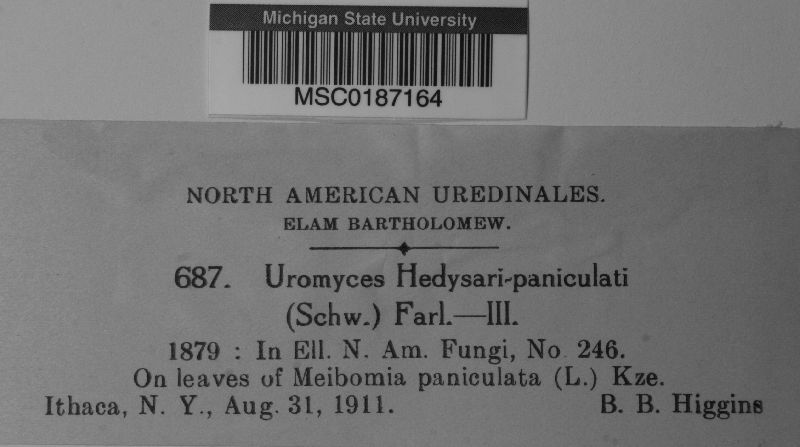 Michigan State University
MSC0187164
NORTH AMERICAN UREDINALES.
ELAM BARTHOLOMEW.
687. Uromyces Hedysari-paniculati
(Schw.) Farl.—III.
1879 : In Ell. N. Am. Fungi, No 246.
On leaves of Meibomia paniculata (L.) Kze.
Ithaca, N. Y., Aug. 31, 1911. B. B. Higgins